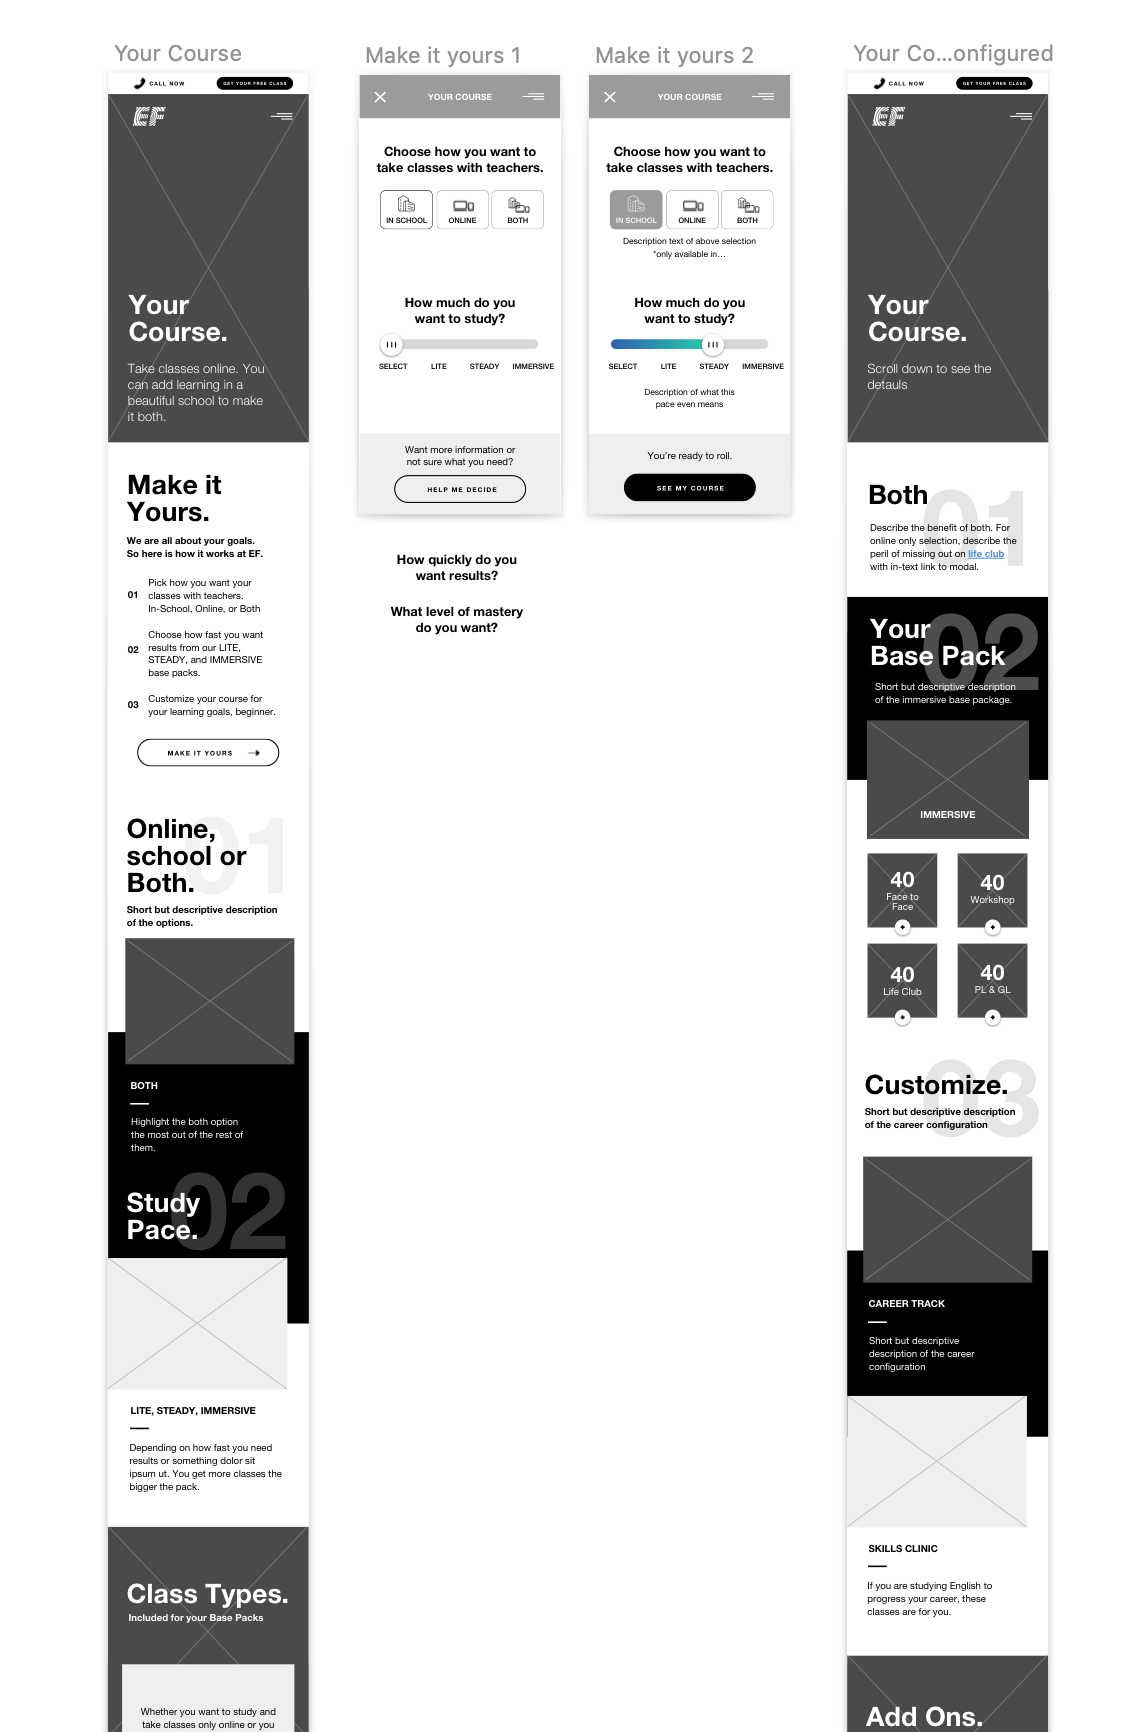 Your Course
CALL NOW
GET YOUR FREE CLASS
EF
Your
Course.
Take classes online. You
can add learning in a
beautiful school to make
it both.
Make it
Yours.
We are all about your goals.
So here is how it works at EF.
01
Pick how you want your
classes with teachers.
In-School, Online, or Both
02
Choose how fast you want
results from our LITE,
STEADY, and IMMERSIVE
base packs.
03
Customize your course for
your learning goals, beginner.
MAKE IT YOURS
01
Online,
school or
Both.
Short but descriptive description
of the options.
BOTH
Highlight the both option
the most out of the rest of
them.
02
Study
Pace.
LITE, STEADY, IMMERSIVE
Depending on how fast you need
results or something dolor sit
ipsum ut. You get more classes the
bigger the pack.
Class Types.
Included for your Base Packs
Whether you want to study and
take classes only online or you
Make it yours 1
YOUR COURSE
Choose how you want to
take classes with teachers.
IN SCHOOL
ONLINE
BOTH
How much do you
want to study?
SELECT
LITE
STEADY
IMMERSIVE
Want more information or
not sure what you need?
HELP ME DECIDE
How quickly do you
want results?
What level of mastery
do you want?
Make it yours 2
YOUR COURSE
Choose how you want to
take classes with teachers.
IN SCHOOL
ONLINE
BOTH
Description text of above selection
*only available in...
How much do you
want to study?
SELECT
LITE
STEADY
IMMERSIVE
Description of what this
pace even means
You're ready to roll.
SEE MY COURSE
Your Co...onfigured
CALL NOW
GET YOUR FREE CLASS
EF
Your
Course.
Scroll down to see the
detauls
01
Both
Describe the benefit of both. For
online only selection, describe the
peril of missing out on life club
with in-text link to modal.
02
Your
Base Pack
Short but descriptive description
of the immersive base package.
IMMERSIVE
40
Face to
Face
40
Workshop
40
Life Club
40
PL & GL
03
Customize.
Short but descriptive description
of the career configuration
CAREER TRACK
Short but descriptive
description of the career
configuration
SKILLS CLINIC
If you are studying English to
progress your career, these
classes are for you.
Add Ons.